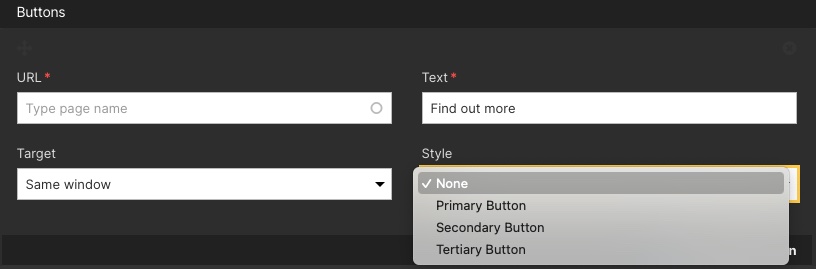 Buttons
URL *
Text *
Type page name
Find out more
Target
Style
Same window
✓ None
Primary Button
Secondary Button
Tertiary Button